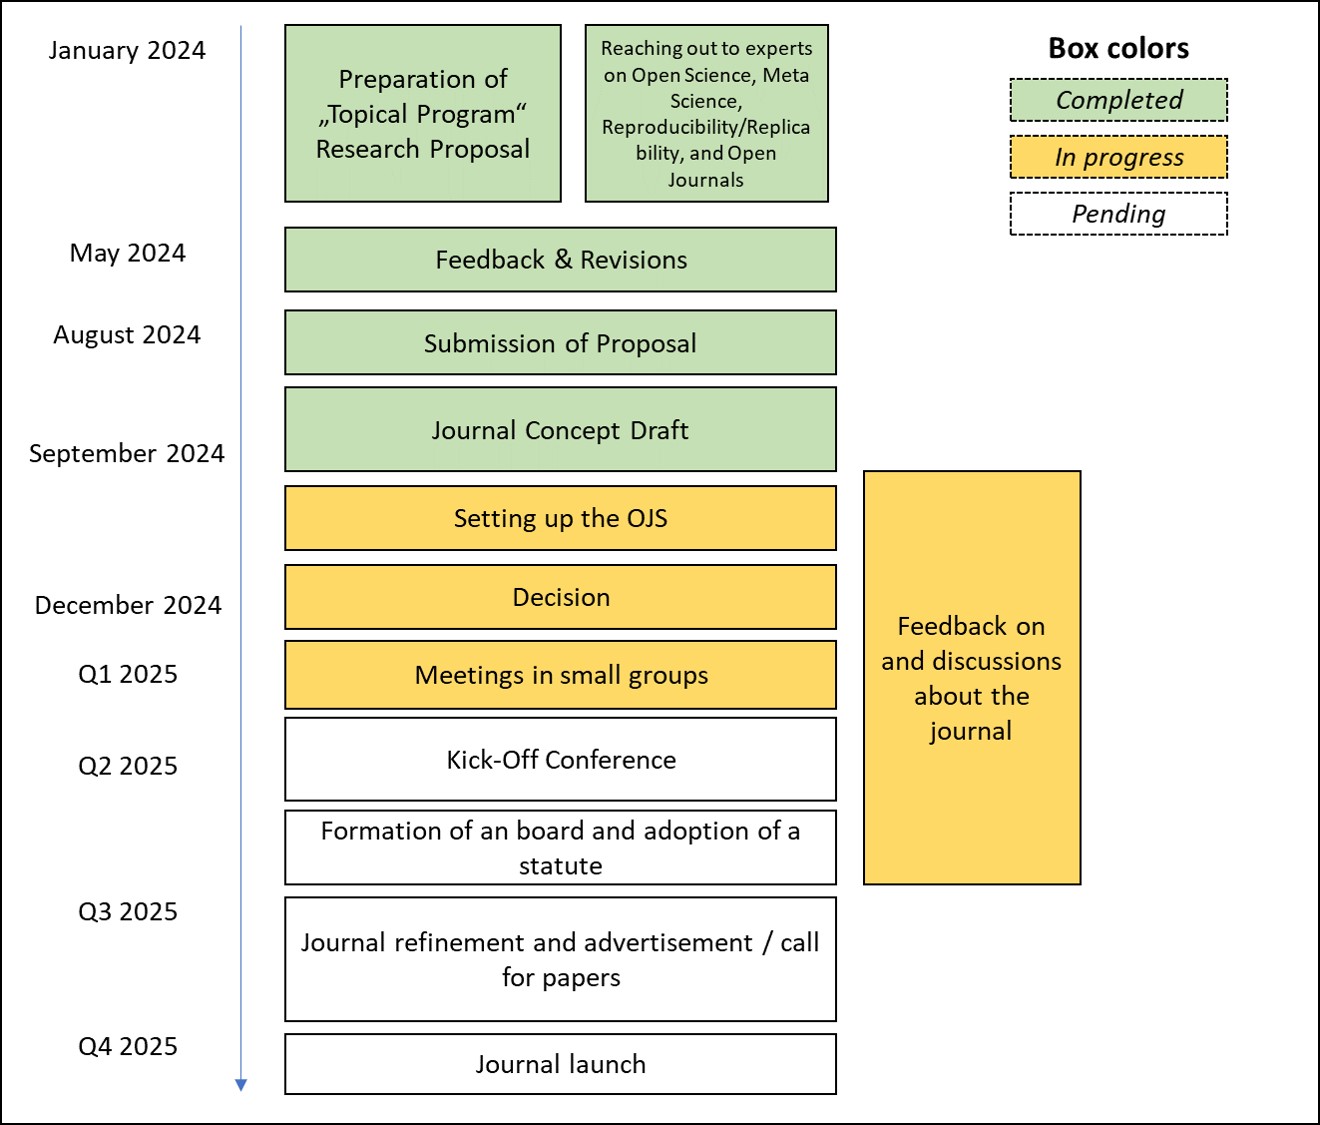 January 2024
Preparation of
„Topical Program“
Research Proposal
Reaching out to experts
on Open Science, Meta
Science,
Reproducibility/Replica
bility, and Open
Journals
Box colors
Completed
In progress
Pending
May 2024
Feedback & Revisions
August 2024
Submission of Proposal
Journal Concept Draft
September 2024
Setting up the OJS
December 2024
Decision
Q1 2025
Meetings in small groups
Feedback on
and discussions
about the
journal
Q2 2025
Kick-Off Conference
Formation of an board and adoption of a
statute
Q3 2025
Journal refinement and advertisement / call
for papers
Q4 2025
Journal launch